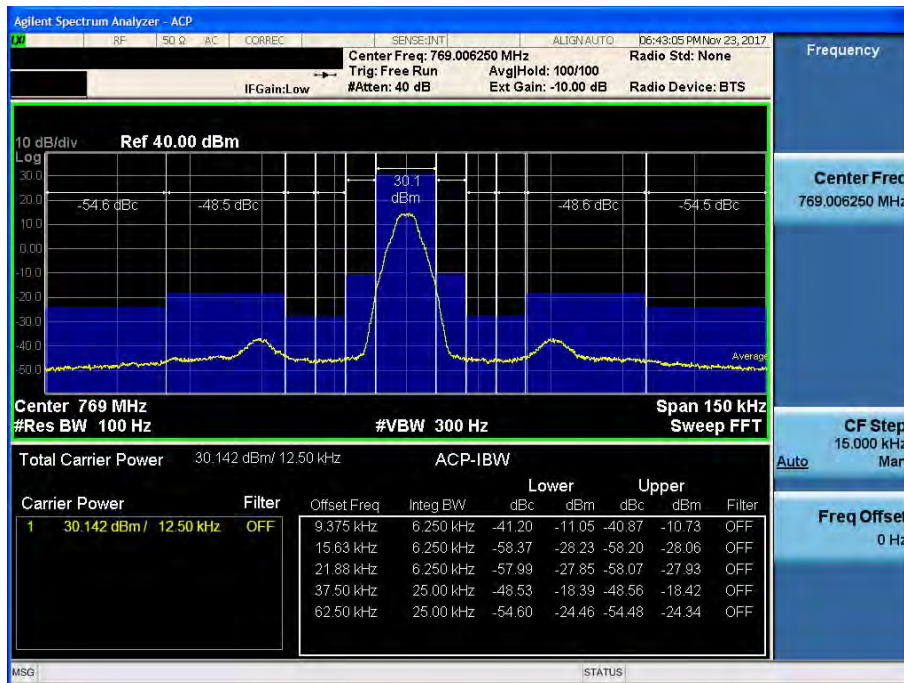 Agilent Spectrum Analyzer - ACP
LXI RF 50 Ω AC CORREC SENSE:INT ALIGN AUTO 06:43:05 PM Nov 23, 2017
Center Freq: 769.006250 MHz Radio Std: None
Trig: Free Run Avg|Hold: 100/100
IFGain:Low #Atten: 40 dB Ext Gain: -10.00 dB Radio Device: BTS
10 dB/div Ref 40.00 dBm
Log
30.0
20.0
10.0
0.00
-10.0
-20.0
-30.0
-40.0
-50.0
-54.6 dBc -48.5 dBc 30.1 dBm -48.6 dBc -54.5 dBc
Average
Center 769 MHz Span 150 kHz
#Res BW 100 Hz #VBW 300 Hz Sweep FFT
Total Carrier Power 30.142 dBm/ 12.50 kHz ACP-IBW
Lower Upper
Carrier Power Filter Offset Freq Integ BW dBc dBm dBc dBm Filter
1 30.142 dBm / 12.50 kHz OFF 9.375 kHz 6.250 kHz -41.20 -11.05 -40.87 -10.73 OFF
15.63 kHz 6.250 kHz -58.37 -28.23 -58.20 -28.06 OFF
21.88 kHz 6.250 kHz -57.99 -27.85 -58.07 -27.93 OFF
37.50 kHz 25.00 kHz -48.53 -18.39 -48.56 -18.42 OFF
62.50 kHz 25.00 kHz -54.60 -24.46 -54.48 -24.34 OFF
MSG STATUS
Frequency
Center Freq
769.006250 MHz
CF Step
15.000 kHz
Auto Man
Freq Offset
0 Hz